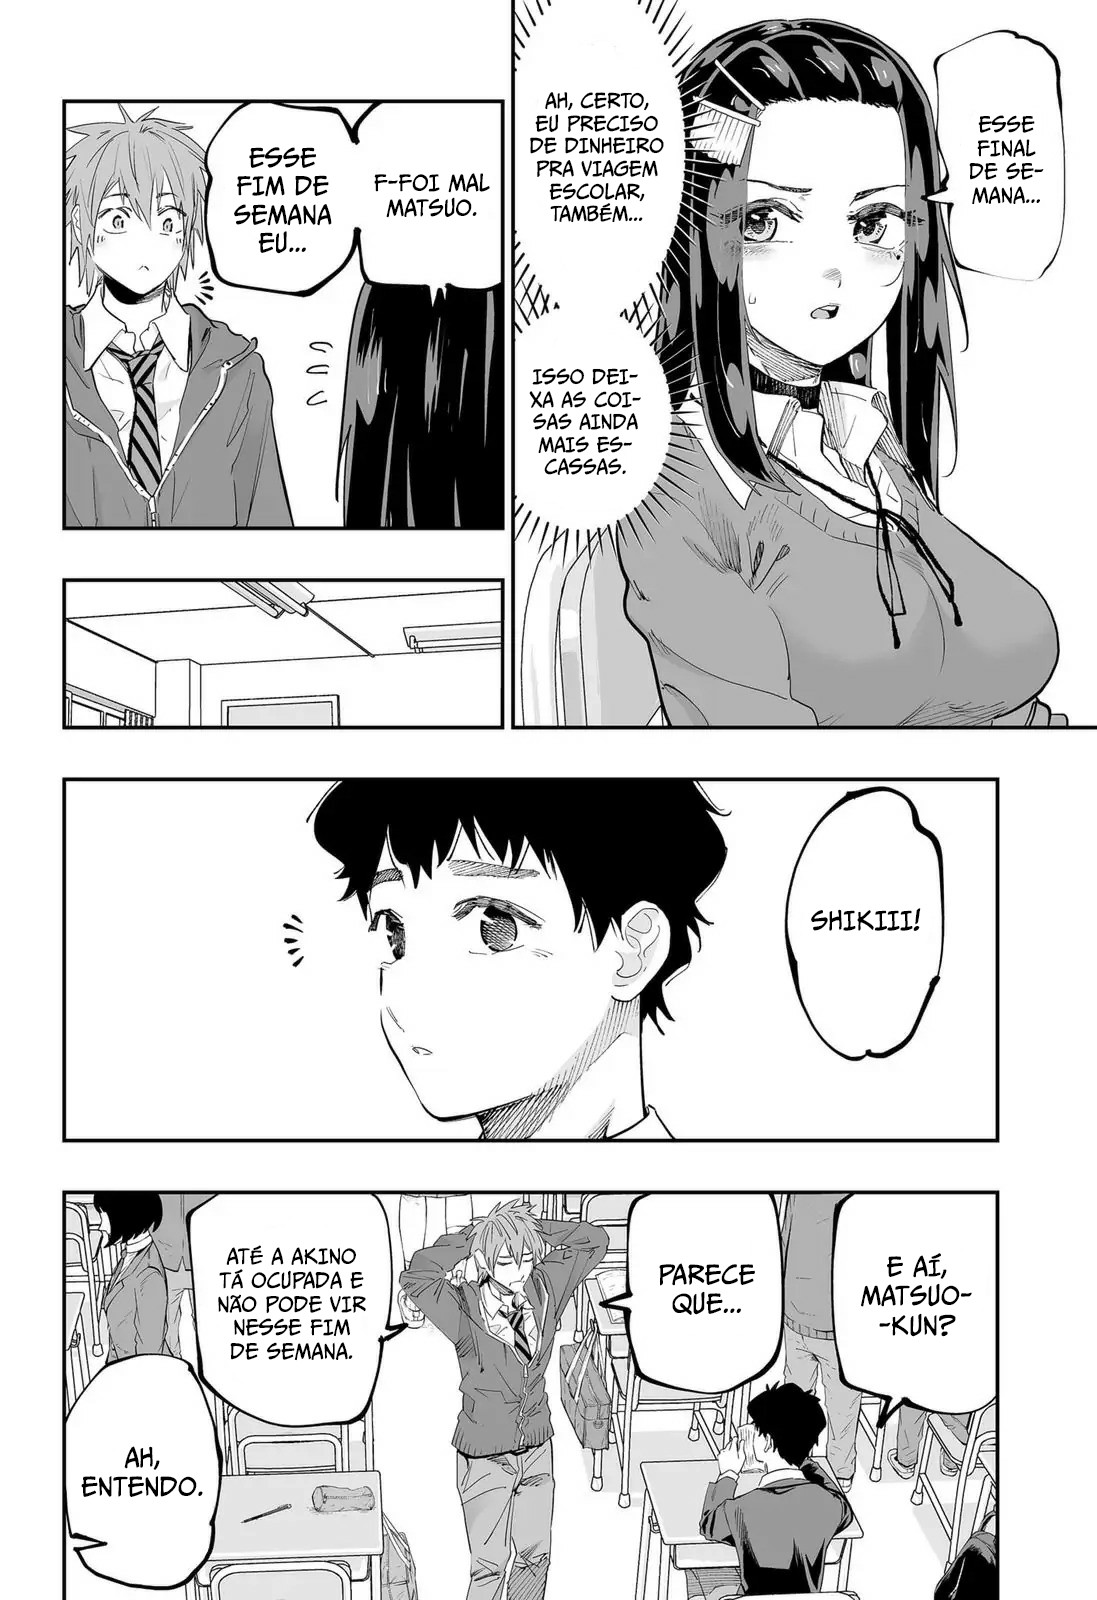 ESSE
FINAL
DE SE-
MANA...
AH, CERTO,
EU PRECISO
DE DINHEIRO
PRA VIAGEM
ESCOLAR,
TAMBÉM...
ISSO DEI-
XA AS COI-
SAS AINDA
MAIS ES-
CASSAS.
F-FOI MAL
MATSUO.
ESSE
FIM DE
SEMANA
EU...
SHIKIII!
E AÍ,
MATSUO-
-KUN?
PARECE
QUE...
ATÉ A AKINO
TÁ OCUPADA E
NÃO PODE VIR
NESSE FIM
DE SEMANA.
AH,
ENTENDO.